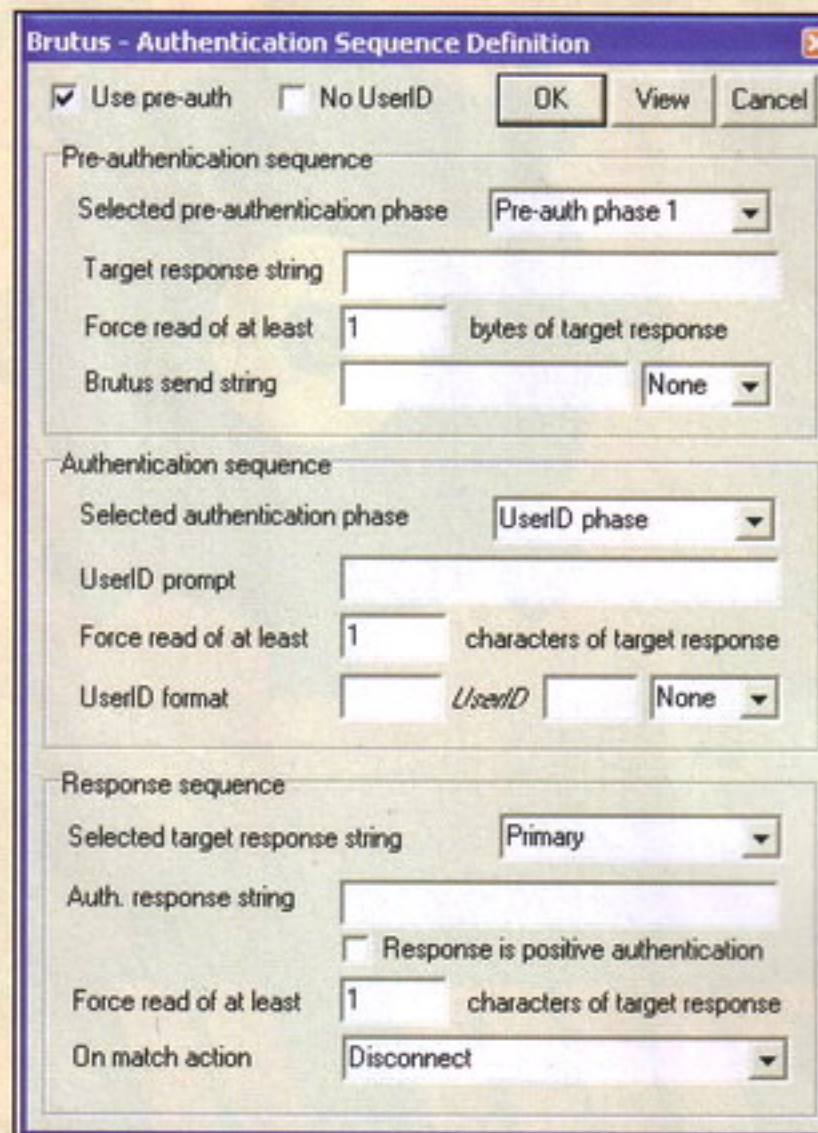 Brutus - Authentication Sequence Definition
Use pre-auth No UserID OK View Cancel
Pre-authentication sequence
Selected pre-authentication phase Pre-auth phase 1
Target response string
Force read of at least 1 bytes of target response
Brutus send string None
Authentication sequence
Selected authentication phase UserID phase
UserID prompt
Force read of at least 1 characters of target response
UserID format UserID None
Response sequence
Selected target response string Primary
Auth. response string
Response is positive authentication
Force read of at least 1 characters of target response
On match action Disconnect